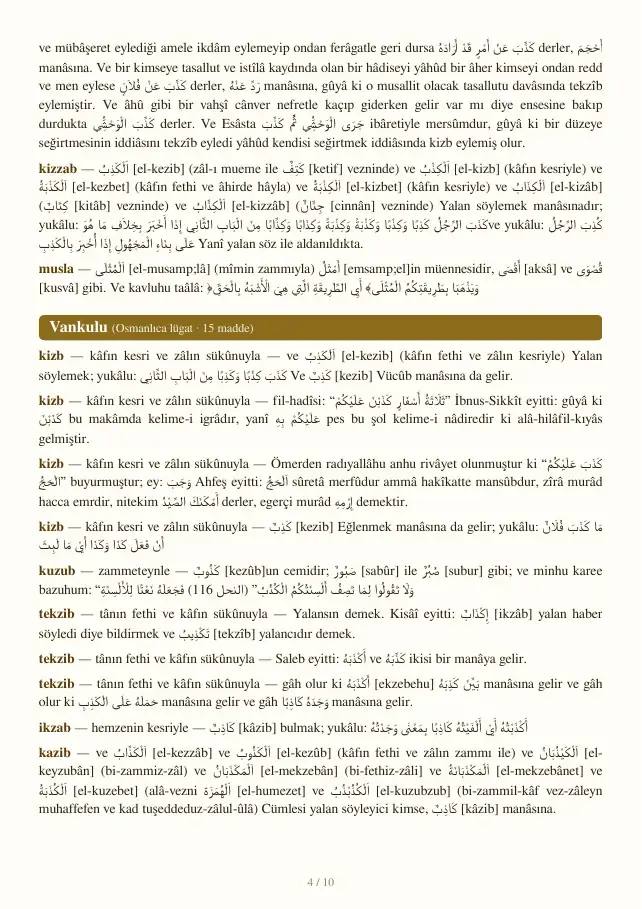 ve mübâşeret eylediği amele ikdâm eylemeyip ondan ferâgatle geri dursa كَذَّبَ عَنْ أَمْرٍ قَدْ أَرَادَهُ derler, أَحْجَمَ
manâsına. Ve bir kimseye tasallut ve istîlâ kaydında olan bir hâdiseyi yâhûd bir âher kimseyi ondan redd
ve men eylese كَذَّبَ عَنْ فُلَانٍ derler, رَدَّ عَنْهُ manâsına, gûyâ ki o musallit olacak tasallutu davâsında tekzîb
eylemiştir. Ve âhû gibi bir vahşî cânver nefretle kaçıp giderken gelir var mı diye ensesine bakıp
durdukta كَذَّبَ الْوَحْشِيُّ derler. Ve Esâsta جَرَى الْوَحْشِيُّ ثُمَّ كَذَّبَ ibâretiyle mersûmdur, gûyâ ki bir düzeye
seğirtmesinin iddiâsını tekzîb eyledi yâhûd kendisi seğirtmek iddiâsında kizb eylemiş olur.
kizzab — اَلْكَذِبُ [el-kezib] (zâl-ı mueme ile كَتِفٌ [ketif] vezninde) ve اَلْكِذْبُ [el-kizb] (kâfın kesriyle) ve
اَلْكَذْبَةُ [el-kezbet] (kâfın fethi ve âhirde hâyla) ve اَلْكِذْبَةُ [el-kizbet] (kâfın kesriyle) ve اَلْكِذَابُ [el-kizâb]
(كِتَابٌ [kitâb] vezninde) ve اَلْكِذَّابُ [el-kizzâb] (جِنَّانٌ [cinnân] vezninde) Yalan söylemek manâsınadır;
yukâlu: كَذَبَ الرَّجُلُ كَذِبًا وَكِذْبًا وَكَذْبَةً وَكِذْبَةً وَكِذَابًا وَكِذَّابًا مِنَ الْبَابِ الثَّانِي إِذَا أَخْبَرَ بِخِلَافِ مَا هُوَve yukâlu: كُذِبَ الرَّجُلُ
عَلَى بِنَاءِ الْمَجْهُولِ إِذَا أُخْبِرَ بِالْكَذِبِ Yanî yalan söz ile aldanıldıkta.
musla — اَلْمُثْلَى [el-musamp;lâ] (mîmin zammıyla) أَمْثَلُ [emsamp;el]in müennesidir, أَقْصَى [aksâ] ve قُصْوَى
[kusvâ] gibi. Ve kavluhu taâlâ: ﴿وَيَذْهَبَا بِطَرِيقَتِكُمُ الْمُثْلَى﴾ أَيِ الطَّرِيقَةِ الَّتِي هِيَ الْأَشْبَهُ بِالْحَقِّ
Vankulu (Osmanlıca lügat · 15 madde)
kizb — kâfın kesri ve zâlın sükûnuyla — ve اَلْكَذِبُ [el-kezib] (kâfın fethi ve zâlın kesriyle) Yalan
söylemek; yukâlu: كَذَبَ كِذْبًا وَكَذِبًا مِنَ الْبَابِ الثَّانِي Ve كَذِبٌ [kezib] Vücûb manâsına da gelir.
kizb — kâfın kesri ve zâlın sükûnuyla — fil-hadîsi: “ثَلَاثَةُ أَسْفَارٍ كَذَبْنَ عَلَيْكُمْ” İbnus-Sikkît eyitti: gûyâ ki
كَذَبْنَ bu makâmda kelime-i igrâdır, yanî عَلَيْكُمْ بِهِ pes bu şol kelime-i nâdiredir ki alâ-hilâfil-kıyâs
gelmiştir.
kizb — kâfın kesri ve zâlın sükûnuyla — Ömerden radıyallâhu anhu rivâyet olunmuştur ki “كَذَبَ عَلَيْكُمُ
الْحَجُّ” buyurmuştur; ey: وَجَبَ Ahfeş eyitti: اَلْحَجُّ sûretâ merfûdur ammâ hakîkatte mansûbdur, zîrâ murâd
hacca emrdir, nitekim أَمْكَنَكَ الصَّيْدُ derler, egerçi murâd إِرْمِهِ demektir.
kizb — kâfın kesri ve zâlın sükûnuyla — كَذِبٌ [kezib] Eğlenmek manâsına da gelir; yukâlu: مَا كَذَبَ فُلَانٌ
أَنْ فَعَلَ كَذَا وَكَذَا أَيْ مَا لَبِثَ
kuzub — zammeteynle — كَذُوبٌ [kezûb]un cemidir; صَبُورٌ [sabûr] ile صُبُرٌ [subur] gibi; ve minhu karee
bazuhum: “وَلَا تَقُولُوا لِمَا تَصِفُ أَلْسِنَتُكُمُ الْكُذُبُ” (النحل 116) فَجَعَلَهُ نَعْتًا لِلْأَلْسِنَةِ
tekzib — tânın fethi ve kâfın sükûnuyla — Yalansın demek. Kisâî eyitti: إِكْذَابٌ [ikzâb] yalan haber
söyledi diye bildirmek ve تَكْذِيبٌ [tekzîb] yalancıdır demek.
tekzib — tânın fethi ve kâfın sükûnuyla — Saleb eyitti: أَكْذَبَهُ ve كَذَّبَهُ ikisi bir manâya gelir.
tekzib — tânın fethi ve kâfın sükûnuyla — gâh olur ki أَكْذَبَهُ [ekzebehu] بَيَّنَ كَذِبَهُ manâsına gelir ve gâh
olur ki حَمَلَهُ عَلَى الْكَذِبِ manâsına gelir ve gâh وَجَدَهُ كَاذِبًا manâsına gelir.
ikzab — hemzenin kesriyle — كَاذِبٌ [kâzib] bulmak; yukâlu: أَكْذَبْتُهُ أَيْ أَلْفَيْتُهُ كَاذِبًا بِمَعْنَى وَجَدْتُهُ
kazib — ve اَلْكَذَّابُ [el-kezzâb] ve اَلْكَذُوبُ [el-kezûb] (kâfın fethi ve zâlın zammı ile) ve اَلْكَيْذُبَانُ [el-
keyzubân] (bi-zammiz-zâl) ve اَلْمَكْذَبَانُ [el-mekzebân] (bi-fethiz-zâli) ve اَلْمَكْذَبَانَةُ [el-mekzebânet] ve
اَلْكُذَبَةُ [el-kuzebet] (alâ-vezni اَلْهُمَزَةِ [el-humezet] ve اَلْكُذُبْذُبُ [el-kuzubzub] (bi-zammil-kâf vez-zâleyn
muhaffefen ve kad tuşeddeduz-zâlul-ûlâ) Cümlesi yalan söyleyici kimse, كَاذِبٌ [kâzib] manâsına.
4 / 10